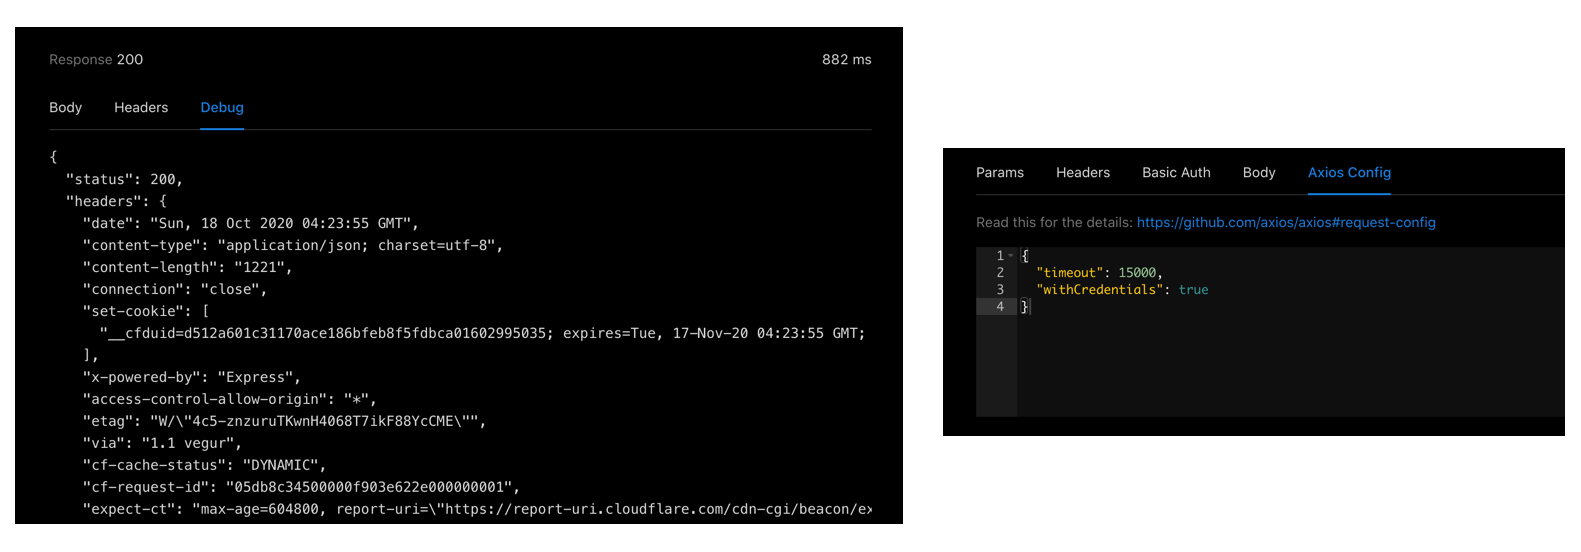 Response 200
882 ms
Body Headers Debug
{
"status": 200,
"headers": {
"date": "Sun, 18 Oct 2020 04:23:55 GMT",
"content-type": "application/json; charset=utf-8",
"content-length": "1221",
"connection": "close",
"set-cookie": [
"__cfduid=d512a601c31170ace186bfeb8f5fdbca01602995035; expires=Tue, 17-Nov-20 04:23:55 GMT;
],
"x-powered-by": "Express",
"access-control-allow-origin": "*",
"etag": "W/\"4c5-znzuruTKwnH4068T7ikF88YcCME\"",
"via": "1.1 vegur",
"cf-cache-status": "DYNAMIC",
"cf-request-id": "05db8c34500000f903e622e000000001",
"expect-ct": "max-age=604800, report-uri=\"https://report-uri.cloudflare.com/cdn-cgi/beacon/ex
Params Headers Basic Auth Body Axios Config
Read this for the details: https://github.com/axios/axios#request-config
1 {
2 "timeout": 15000,
3 "withCredentials": true
4 }